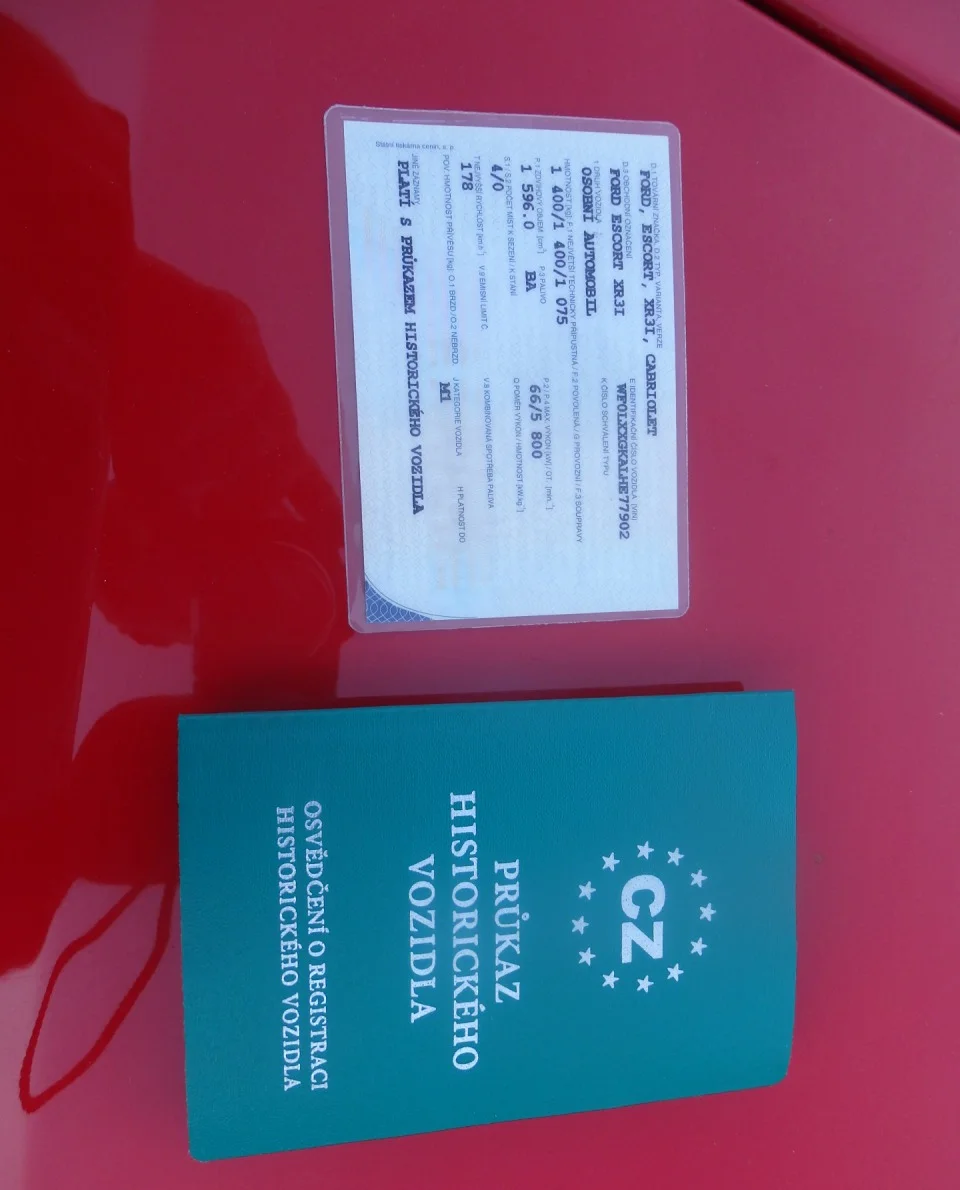 D.1 TOVÁRNÍ ZNAČKA, D.2 TYP, VARIANTA, VERZE
FORD, ESCORT, XR3I, CABRIOLET
D.3 OBCHODNÍ OZNAČENÍ
E IDENTIFIKAČNÍ ČÍSLO VOZIDLA (VIN)
FORD ESCORT XR3I
WF0LXXGKALHE77902
1 DRUH VOZIDLA
K ČÍSLO SCHVÁLENÍ TYPU
OSOBNÍ AUTOMOBIL
HMOTNOST [kg]: F.1 NEJVĚTŠÍ TECHNICKY PŘÍPUSTNÁ / F.2 POVOLENÁ / G PROVOZNÍ / F.3 SOUPRAVY
1 400/1 400/1 075
P.1 ZDVIHOVÝ OBJEM [cm³] P.3 PALIVO
P.2 / P.4 MAX. VÝKON [kW] / OT. [min.⁻¹]
1 596.0 BA
66/5 800
S.1 / S.2 POČET MÍST K SEZENÍ / K STÁNÍ
Q POMĚR VÝKON / HMOTNOST [kW.kg⁻¹]
4/0
T NEJVYŠŠÍ RYCHLOST [km.h⁻¹] V.9 EMISNÍ LIMIT Č.
V.8 KOMBINOVANÁ SPOTŘEBA PALIVA
178
POV. HMOTNOST PŘÍVĚSU [kg]: O.1 BRZD. / O.2 NEBRZD.
J KATEGORIE VOZIDLA H PLATNOST DO
M1
JINÉ ZÁZNAMY
PLATÍ S PRŮKAZEM HISTORICKÉHO VOZIDLA
Státní tiskárna cenin, s. p.
CZ
PRŮKAZ
HISTORICKÉHO
VOZIDLA
OSVĚDČENÍ O REGISTRACI
HISTORICKÉHO VOZIDLA